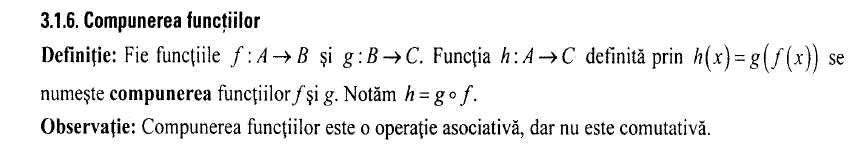 3.1.6. Compunerea funcțiilor
Definiție: Fie funcțiile f : A → B și g : B → C. Funcția h : A → C definită prin h(x) = g(f(x)) se
numește compunerea funcțiilor f și g. Notăm h = g ∘ f.
Observație: Compunerea funcțiilor este o operație asociativă, dar nu este comutativă.